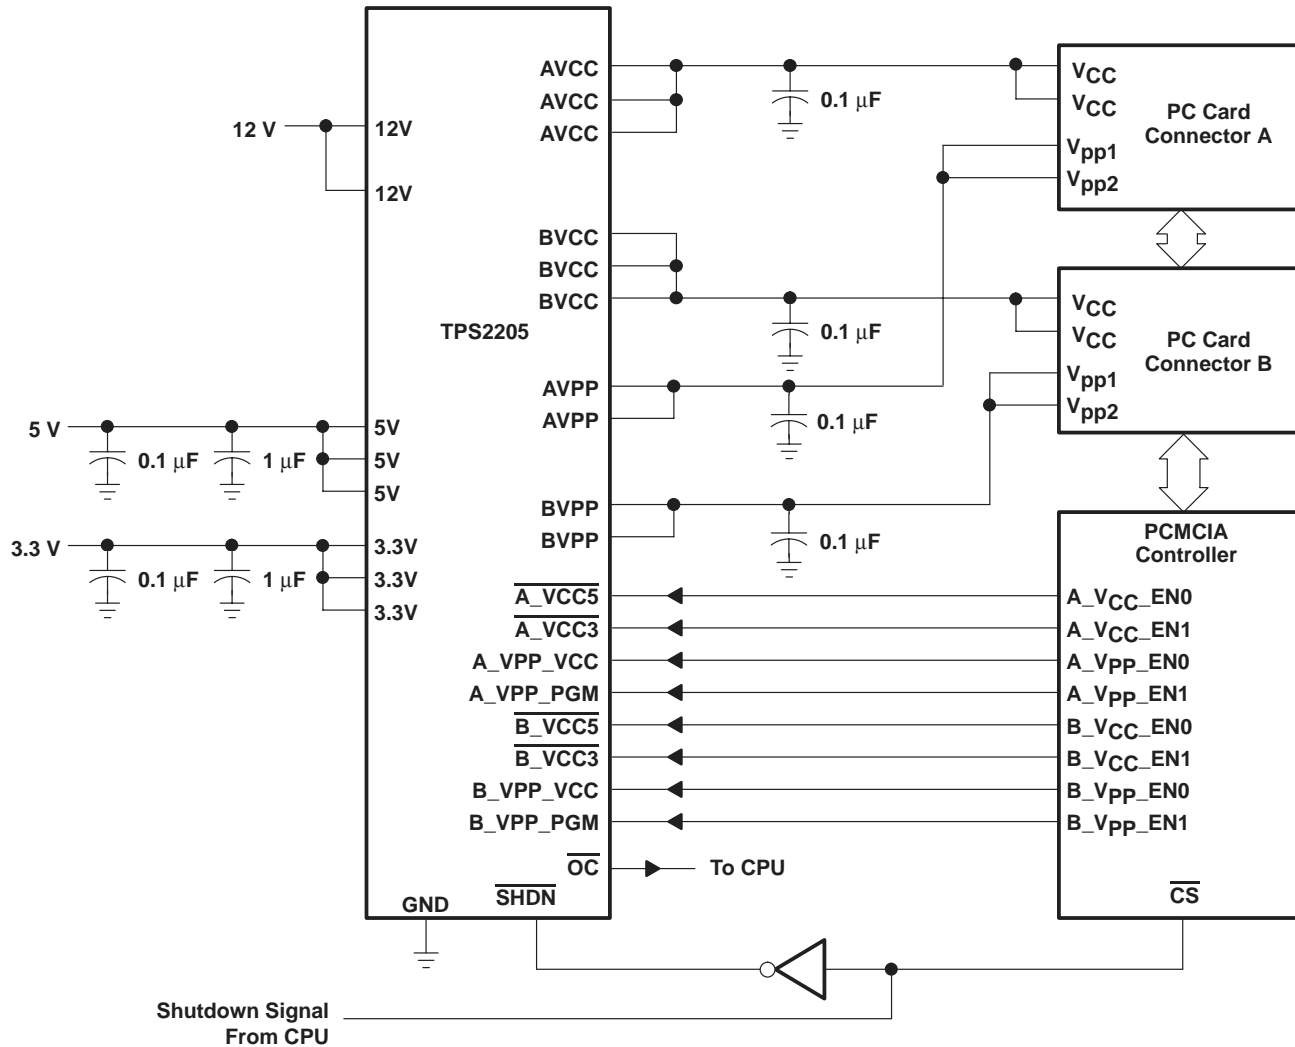 AVCC
AVCC
AVCC
12 V
12V
12V
0.1 μF
VCC
VCC
Vpp1
Vpp2
PC Card
Connector A
BVCC
BVCC
BVCC
TPS2205
0.1 μF
VCC
VCC
Vpp1
Vpp2
PC Card
Connector B
AVPP
AVPP
0.1 μF
5 V
0.1 μF
1 μF
5V
5V
5V
BVPP
BVPP
0.1 μF
3.3 V
0.1 μF
1 μF
3.3V
3.3V
3.3V
PCMCIA
Controller
A_VCC5
A_VCC_EN0
A_VCC3
A_VCC_EN1
A_VPP_VCC
A_VPP_EN0
A_VPP_PGM
A_VPP_EN1
B_VCC5
B_VCC_EN0
B_VCC3
B_VCC_EN1
B_VPP_VCC
B_VPP_EN0
B_VPP_PGM
B_VPP_EN1
OC
To CPU
SHDN
GND
CS
Shutdown Signal
From CPU